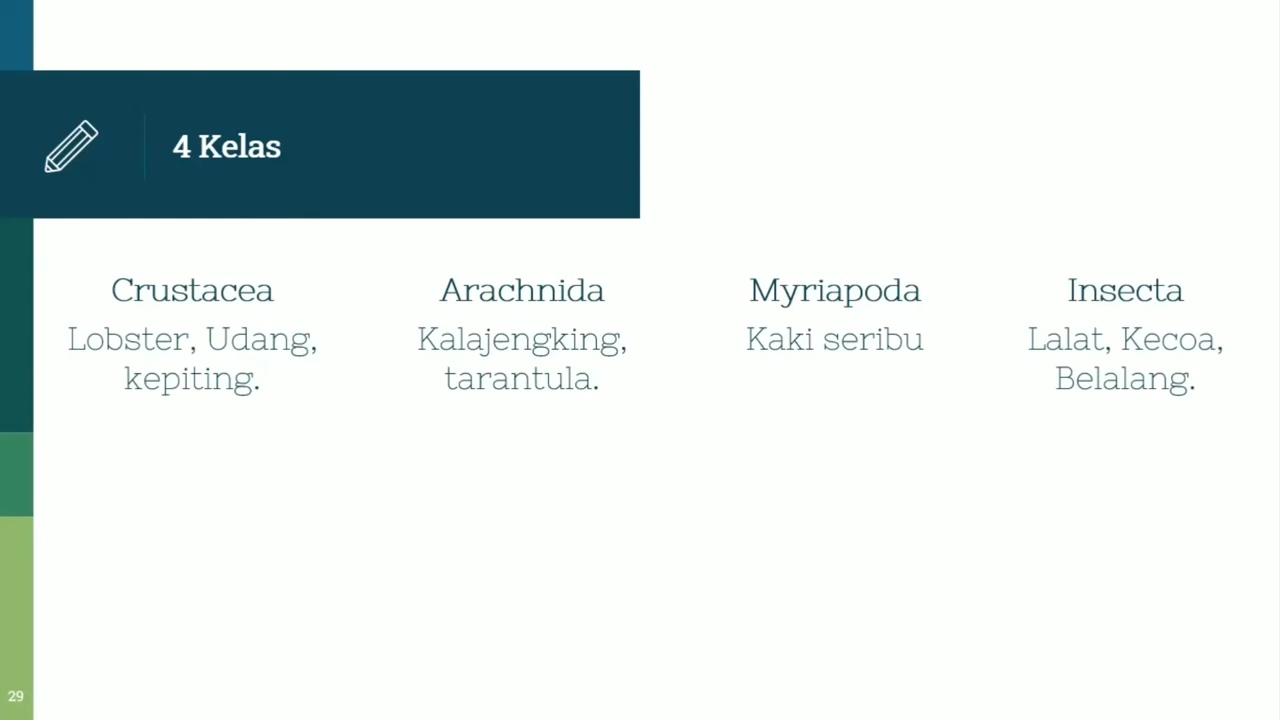 4 Kelas
Crustacea
Lobster, Udang,
kepiting.
Arachnida
Kalajengking,
tarantula.
Myriapoda
Kaki seribu
Insecta
Lalat, Kecoa,
Belalang.
29